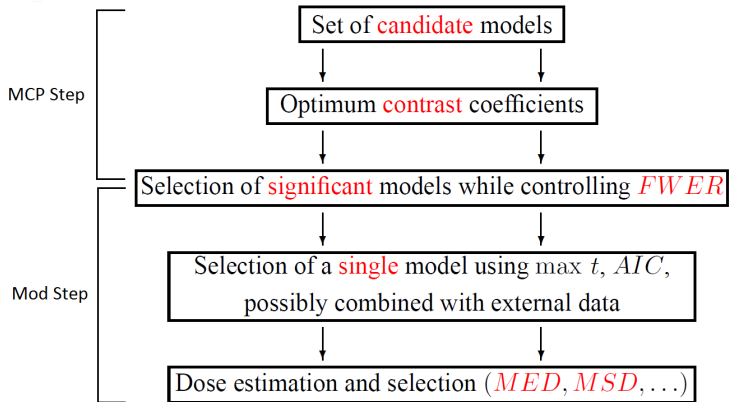 Set of candidate models
MCP Step
Optimum contrast coefficients
Selection of significant models while controlling FWER
Selection of a single model using max t, AIC,
possibly combined with external data
Mod Step
Dose estimation and selection (MED, MSD, . . .)